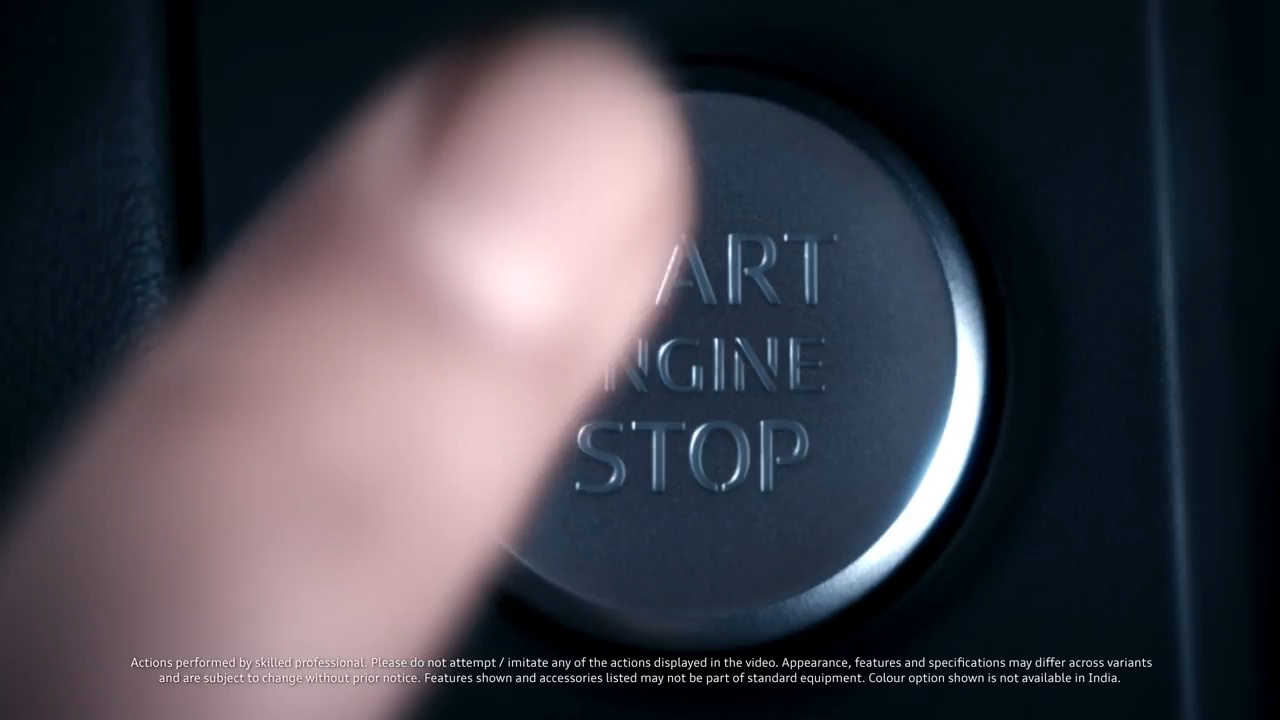 ART
NGINE
STOP
Actions performed by skilled professional. Please do not attempt / imitate any of the actions displayed in the video. Appearance, features and specifications may differ across variants
and are subject to change without prior notice. Features shown and accessories listed may not be part of standard equipment. Colour option shown is not available in India.